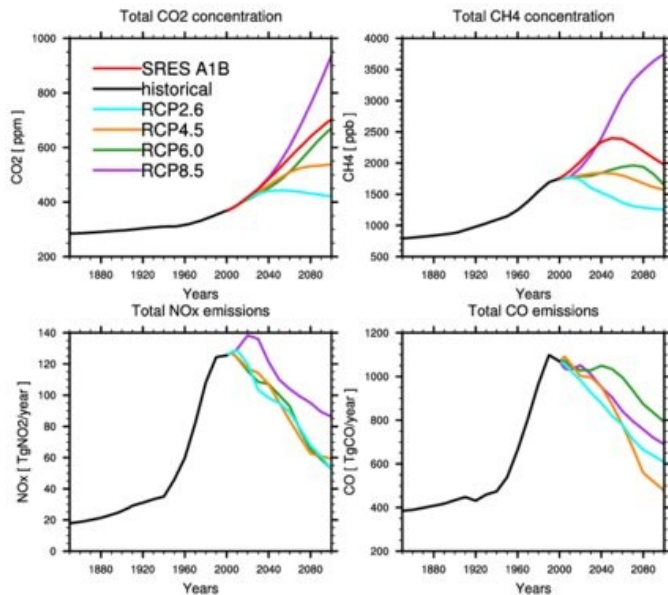 Total CO2 concentration
1000
800
600
400
200
CO2 [ ppm]
SRES A1B
historical
RCP2.6
RCP4.5
RCP6.0
RCP8.5
1880 1920 1960 2000 2040 2080
Years
Total CH4 concentration
4000
3500
3000
2500
2000
1500
1000
500
CH4 [ ppb]
1880 1920 1960 2000 2040 2080
Years
Total NOx emissions
140
120
100
80
60
40
20
0
NOx [ TgNO2/year]
1880 1920 1960 2000 2040 2080
Years
Total CO emissions
1200
1000
800
600
400
200
CO [ TgCO/year]
1880 1920 1960 2000 2040 2080
Years